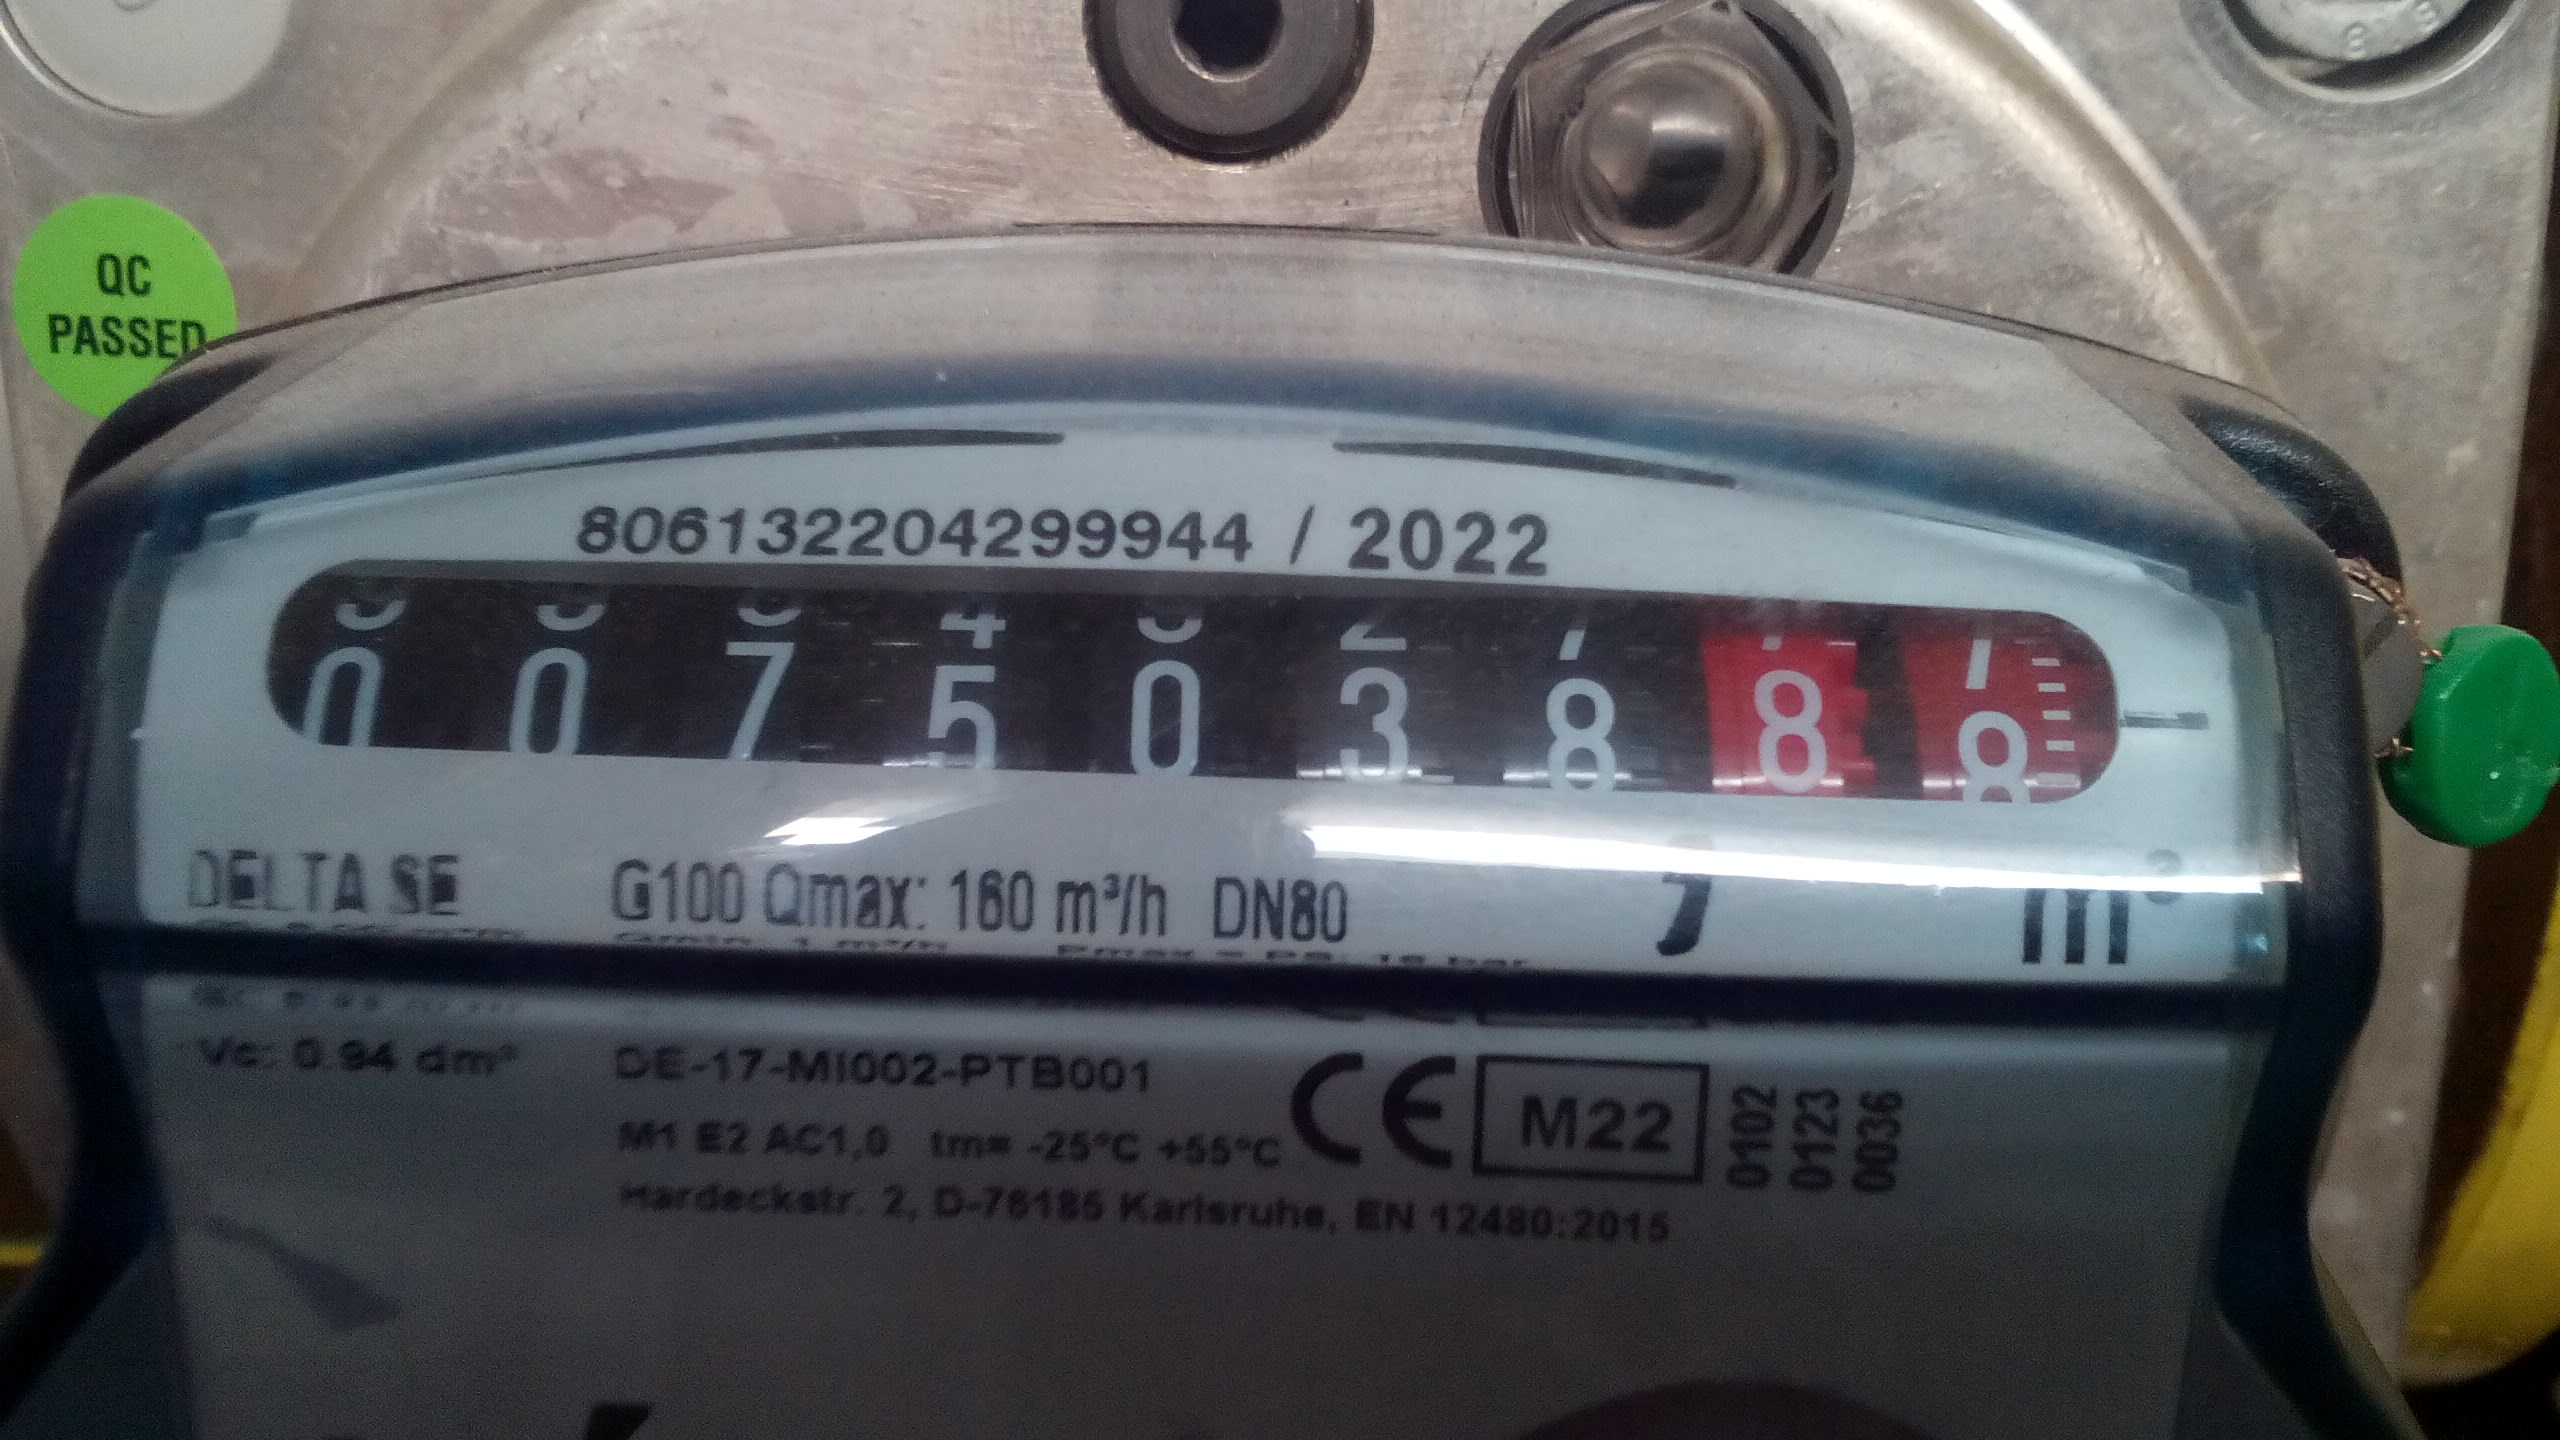 QC
PASSED
806132204299944 / 2022
0 0 7 5 0 3 8 8 8
DELTA SE
G100 Qmax: 160 m³/h DN80
, m³
Vc: 0.94 dm³
DE-17-MI002-PTB001
M1 E2 AC1,0 tm= -25°C +55°C
CE M22
0102
0123
0036
Hardeckstr. 2, D-76185 Karlsruhe, EN 12480:2015